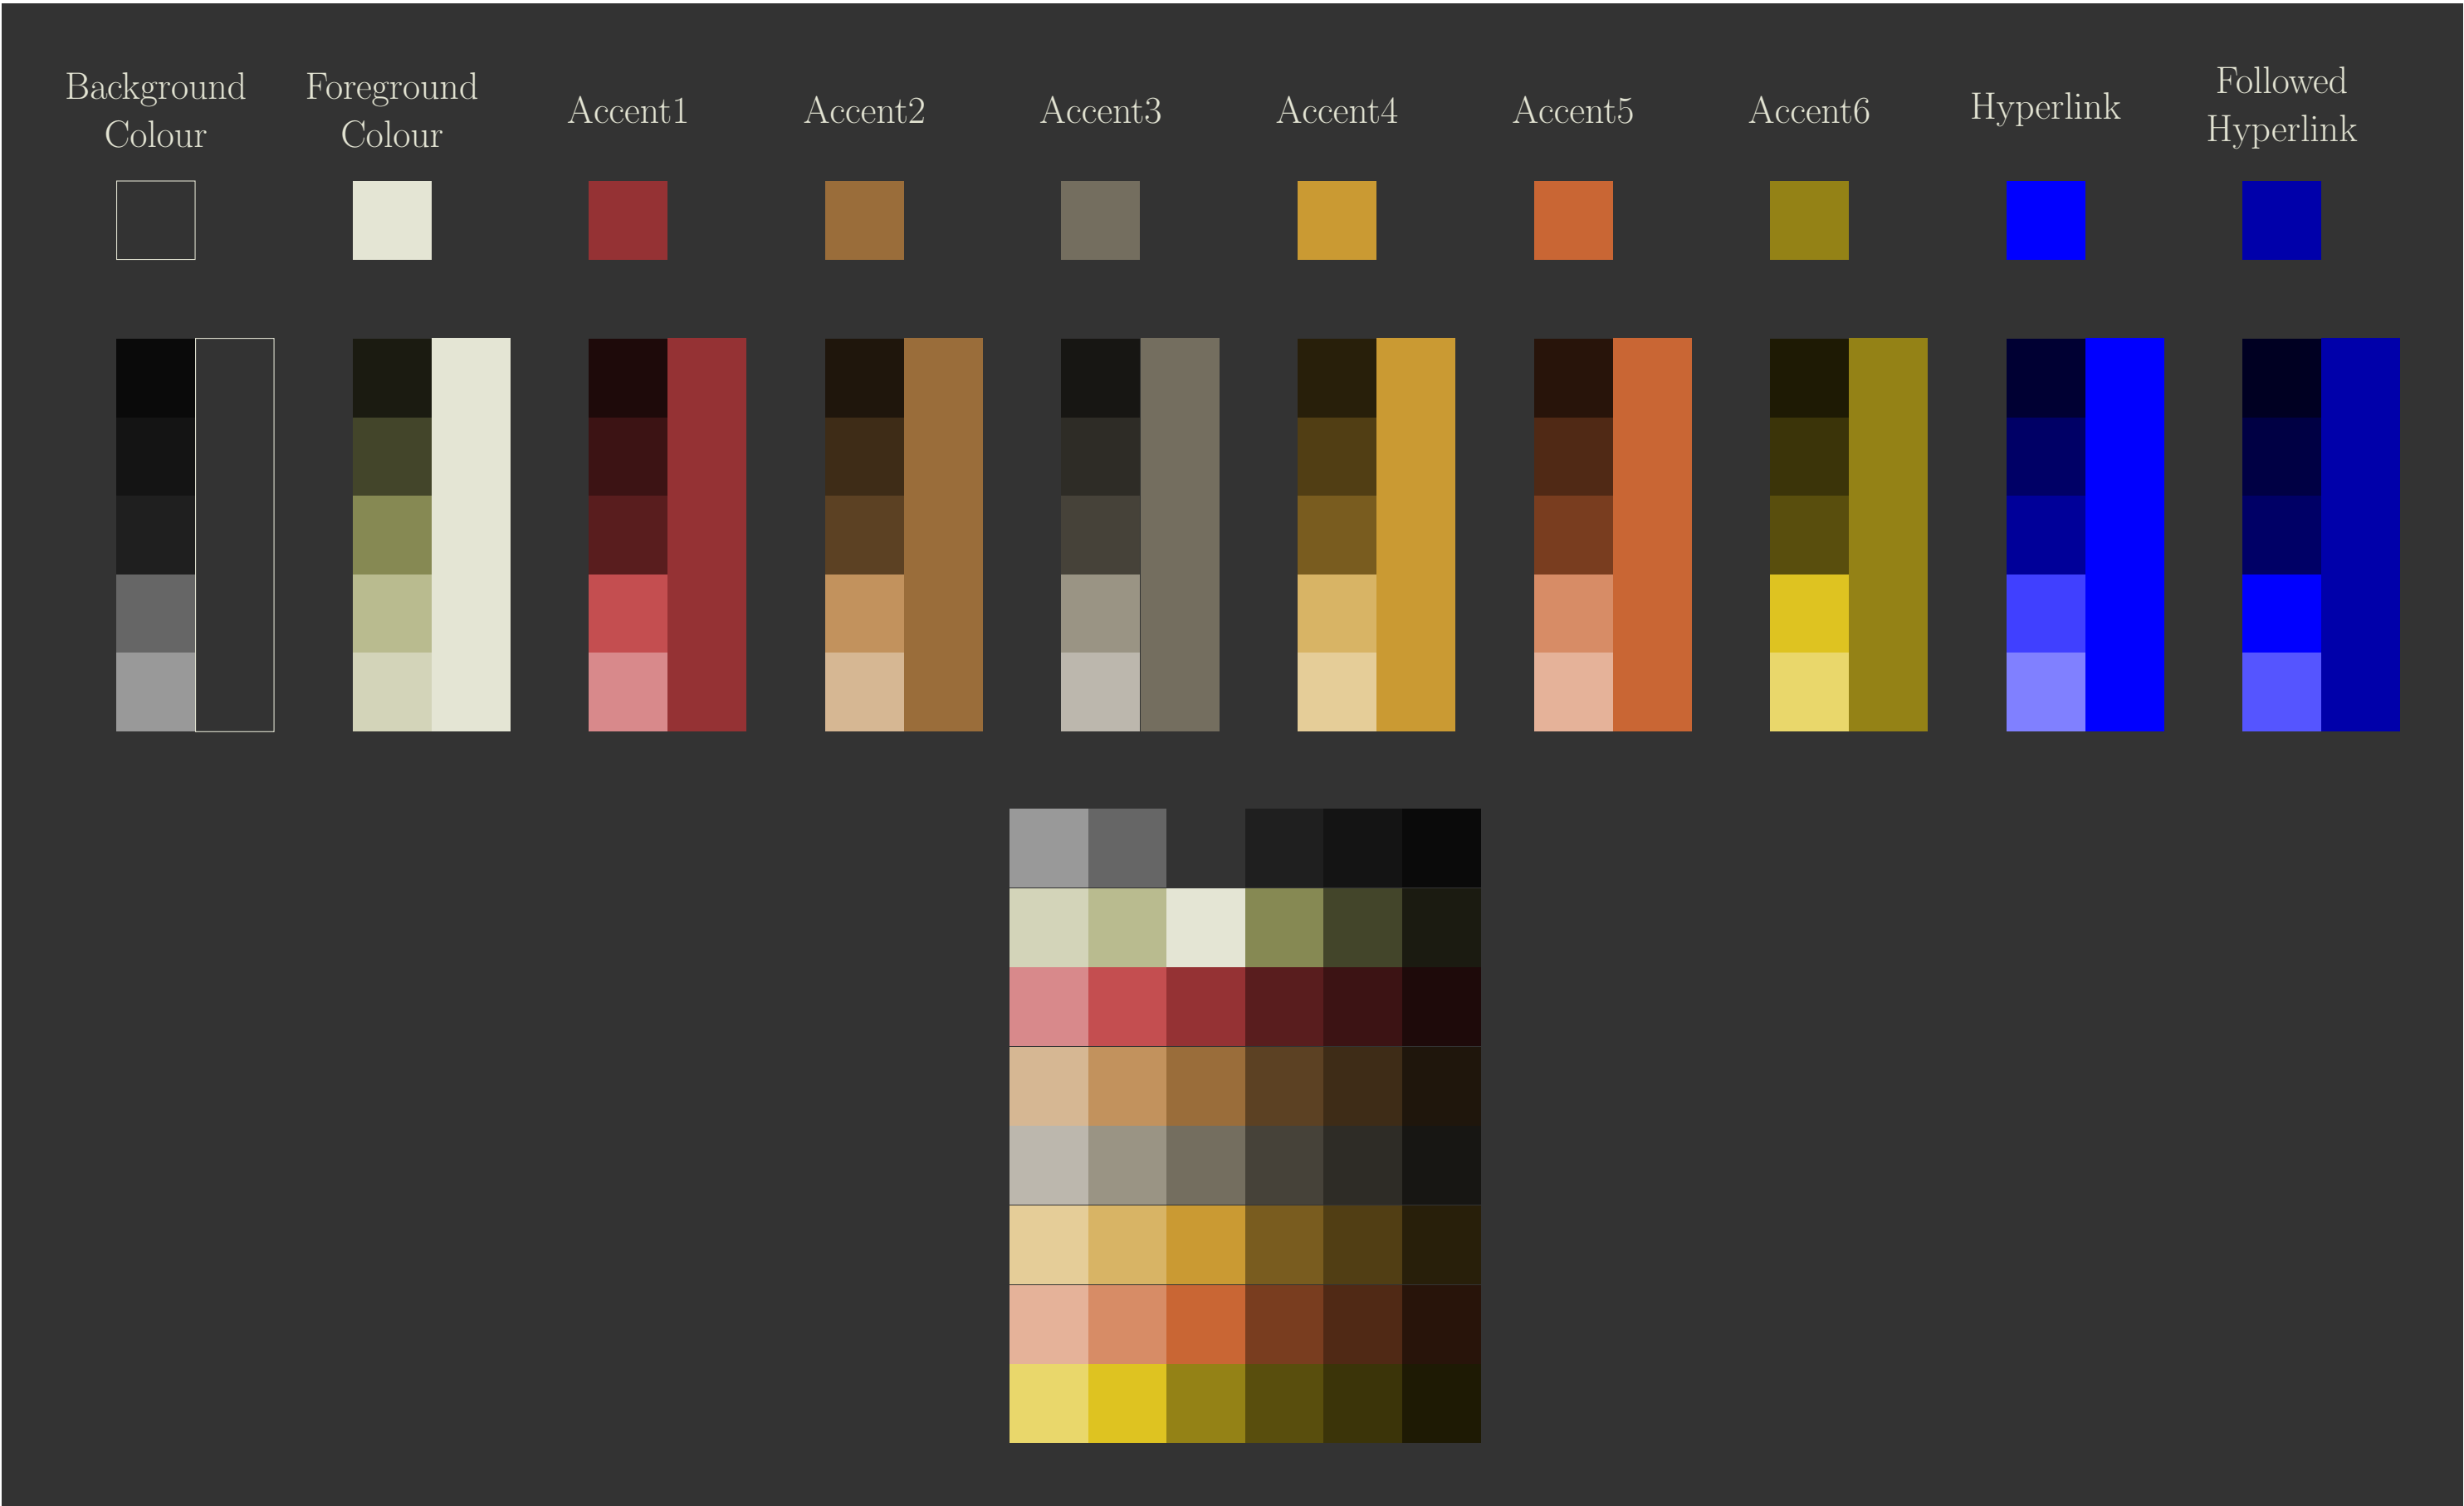 Background
Colour
Foreground
Colour
Accent1
Accent2
Accent3
Accent4
Accent5
Accent6
Hyperlink
Followed
Hyperlink